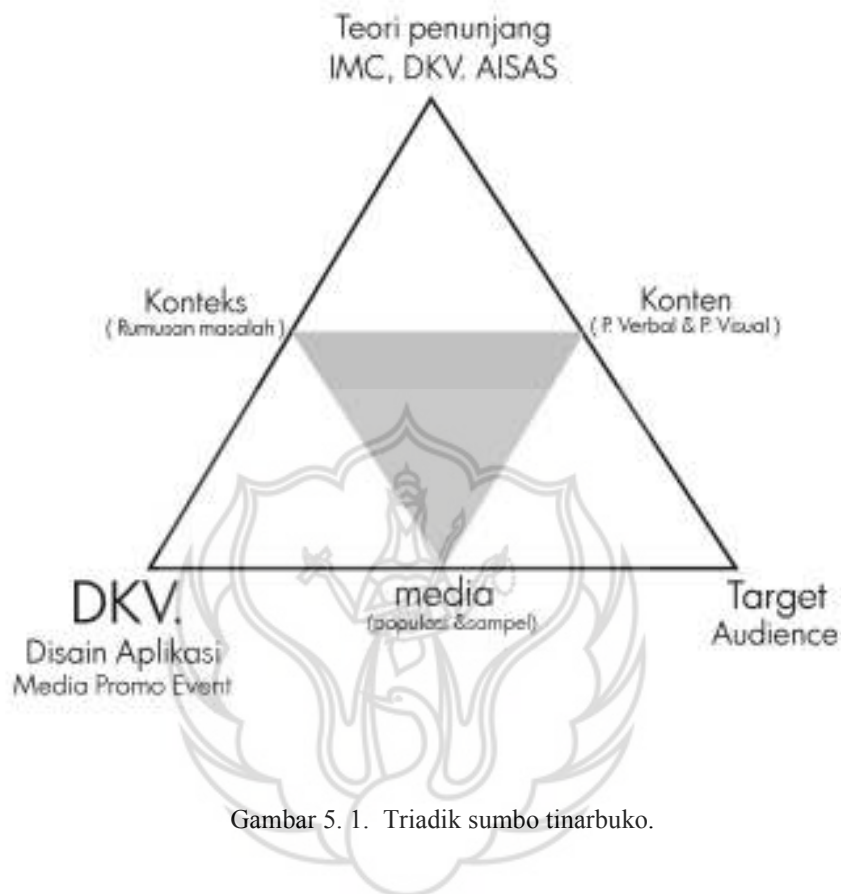 Teori penunjang
IMC, DKV. AISAS
Konteks
( Rumusan masalah )
Konten
( P. Verbal & P. Visual )
DKV.
Disain Aplikasi
Media Promo Event
media
(populasi &sampel)
Target
Audience
Gambar 5. 1. Triadik sumbo tinarbuko.